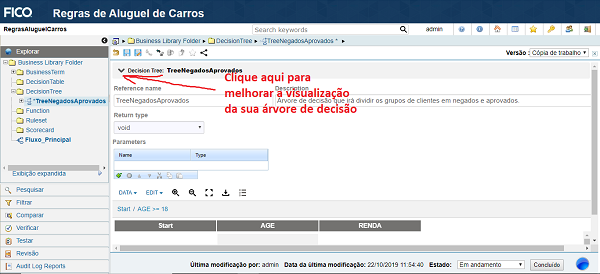 FICO Regras de Aluguel de Carros
RegrasAluguelCarros
Search keywords
admin
Explorar
Business Library Folder > DecisionTree > *TreeNegadosAprovados *
Versão : Cópia de trabalho
Business Library Folder
BusinessTerm
DecisionTable
DecisionTree
*TreeNegadosAprovados
Function
Ruleset
Scorecard
Fluxo_Principal
Exibição expandida
Pesquisar
Filtrar
Comparar
Verificar
Testar
Revisão
Audit Log Reports
Decision Tree: TreeNegadosAprovados
Clique aqui para
melhorar a visualização
da sua árvore de decisão
Reference name
Description
TreeNegadosAprovados
Árvore de decisão que irá dividir os grupos de clientes em negados e aprovados.
Return type
void
Parameters
Name Type
DATA EDIT
Start / AGE >= 18
Start AGE RENDA
Última modificação por: admin Data da última modificação: 22/10/2019 11:54:40 Estado: Em andamento Concluído